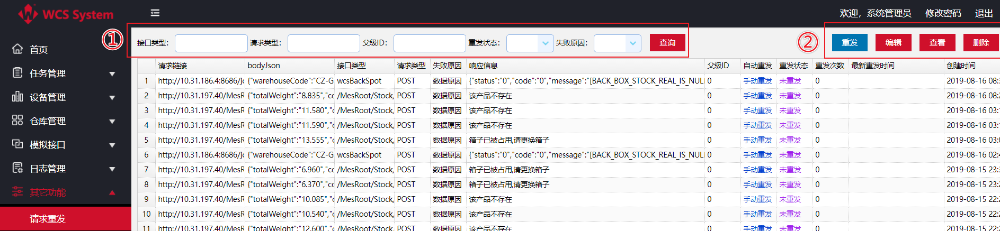 WCS System
欢迎，系统管理员 修改密码 退出
①
接口类型： 请求类型： 父级ID： 重发状态： 失败原因： 查询
②
重发 编辑 查看 删除
首页
任务管理
设备管理
仓库管理
模拟接口
日志管理
其它功能
请求重发
请求链接 bodyJson 接口类型 请求类型 失败原因 响应信息 父级ID 自动重发 重发状态 重发次数 最新重发时间 创建时间
1 http://10.31.186.4:8686/jc {"warehouseCode":"CZ-G wcsBackSpot POST 数据原因 {"status":"0","code":"0","message":"[BACK_BOX_STOCK_REAL_IS_NULL 0 手动重发 未重发 0 2019-08-16 08:
2 http://10.31.197.40/MesR {"totalWeight":"8.835","co /MesRoot/Stock, POST 数据原因 该产品不存在 0 手动重发 未重发 0 2019-08-16 08:2
3 http://10.31.197.40/MesR {"totalWeight":"11.580","c /MesRoot/Stock, POST 数据原因 该产品不存在 0 手动重发 未重发 0 2019-08-16 03:1
4 http://10.31.197.40/MesR {"totalWeight":"11.590","c /MesRoot/Stock, POST 数据原因 该产品不存在 0 手动重发 未重发 0 2019-08-16 03:1
5 http://10.31.197.40/MesR {"totalWeight":"13.555","c /MesRoot/Stock, POST 数据原因 箱子已被占用,请更换箱子 0 手动重发 未重发 0 2019-08-16 03:0
6 http://10.31.186.4:8686/jc {"warehouseCode":"CZ-G wcsBackSpot POST 数据原因 {"status":"0","code":"0","message":"[BACK_BOX_STOCK_REAL_IS_NULL 0 手动重发 未重发 0 2019-08-16 02:4
7 http://10.31.197.40/MesR {"totalWeight":"6.960","co /MesRoot/Stock, POST 数据原因 箱子已被占用,请更换箱子 0 手动重发 未重发 0 2019-08-15 23:3
8 http://10.31.197.40/MesR {"totalWeight":"6.370","co /MesRoot/Stock, POST 数据原因 箱子已被占用,请更换箱子 0 手动重发 未重发 0 2019-08-15 23:2
9 http://10.31.197.40/MesR {"totalWeight":"10.085","c /MesRoot/Stock, POST 数据原因 该产品不存在 0 手动重发 未重发 0 2019-08-15 22:2
10 http://10.31.197.40/MesR {"totalWeight":"10.540","c /MesRoot/Stock, POST 数据原因 该产品不存在 0 手动重发 未重发 0 2019-08-15 22:2
11 http://10.31.197.40/MesR {"totalWeight":"12.600","c /MesRoot/Stock, POST 数据原因 该产品不存在 0 手动重发 未重发 0 2019-08-15 22:2